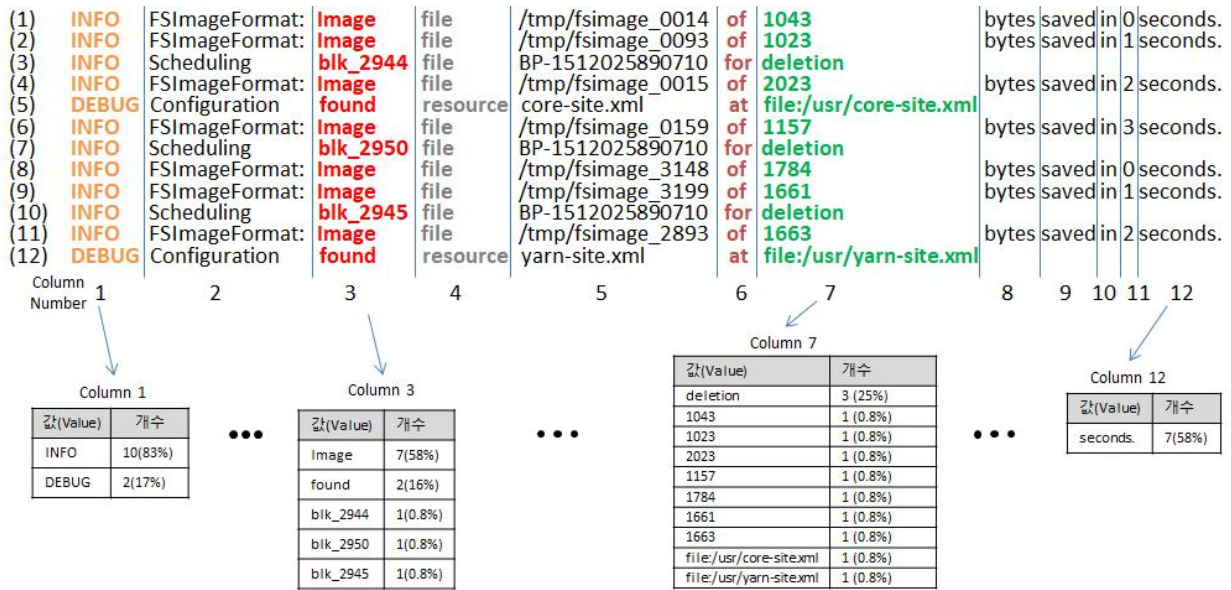 (1) INFO FSImageFormat: Image file /tmp/fsimage_0014 of 1043 bytes saved in 0 seconds.
(2) INFO FSImageFormat: Image file /tmp/fsimage_0093 of 1023 bytes saved in 1 seconds.
(3) INFO Scheduling blk_2944 file BP-1512025890710 for deletion
(4) INFO FSImageFormat: Image file /tmp/fsimage_0015 of 2023 bytes saved in 2 seconds.
(5) DEBUG Configuration found resource core-site.xml at file:/usr/core-site.xml
(6) INFO FSImageFormat: Image file /tmp/fsimage_0159 of 1157 bytes saved in 3 seconds.
(7) INFO Scheduling blk_2950 file BP-1512025890710 for deletion
(8) INFO FSImageFormat: Image file /tmp/fsimage_3148 of 1784 bytes saved in 0 seconds.
(9) INFO FSImageFormat: Image file /tmp/fsimage_3199 of 1661 bytes saved in 1 seconds.
(10) INFO Scheduling blk_2945 file BP-1512025890710 for deletion
(11) INFO FSImageFormat: Image file /tmp/fsimage_2893 of 1663 bytes saved in 2 seconds.
(12) DEBUG Configuration found resource yarn-site.xml at file:/usr/yarn-site.xml
Column
Number 1 2 3 4 5 6 7 8 9 10 11 12
Column 1
값(Value) 개수
INFO 10(83%)
DEBUG 2(17%)
•••
Column 3
값(Value) 개수
Image 7(58%)
found 2(16%)
blk_2944 1(0.8%)
blk_2950 1(0.8%)
blk_2945 1(0.8%)
•••
Column 7
값(Value) 개수
deletion 3 (25%)
1043 1 (0.8%)
1023 1 (0.8%)
2023 1 (0.8%)
1157 1 (0.8%)
1784 1 (0.8%)
1661 1 (0.8%)
1663 1 (0.8%)
file:/usr/core-site.xml 1 (0.8%)
file:/usr/yarn-site.xml 1 (0.8%)
•••
Column 12
값(Value) 개수
seconds. 7(58%)